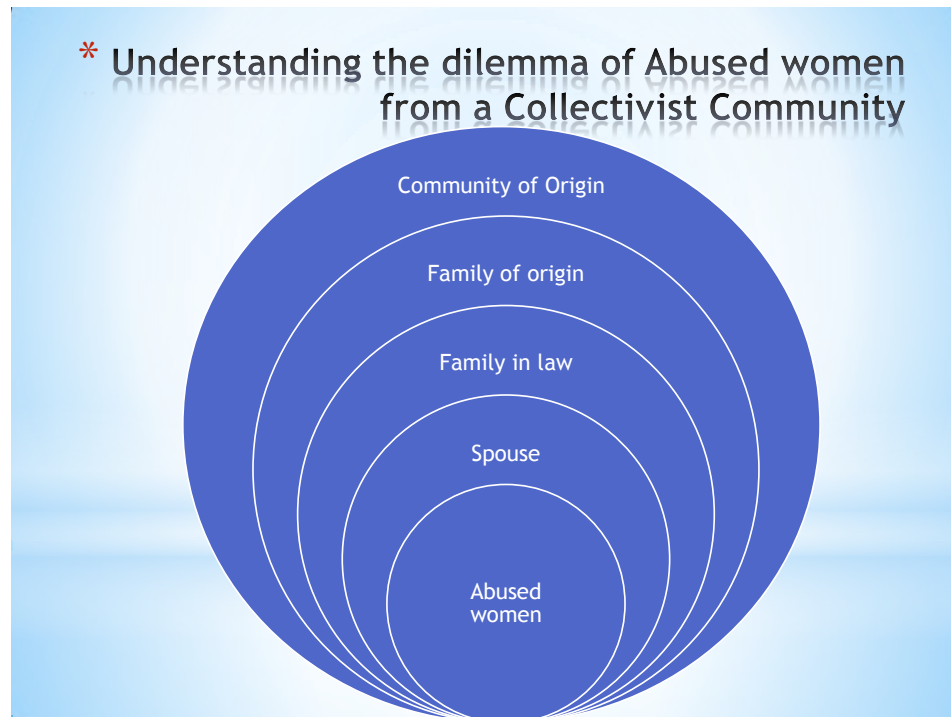 * Understanding the dilemma of Abused women
from a Collectivist Community
Community of Origin
Family of origin
Family in law
Spouse
Abused
women